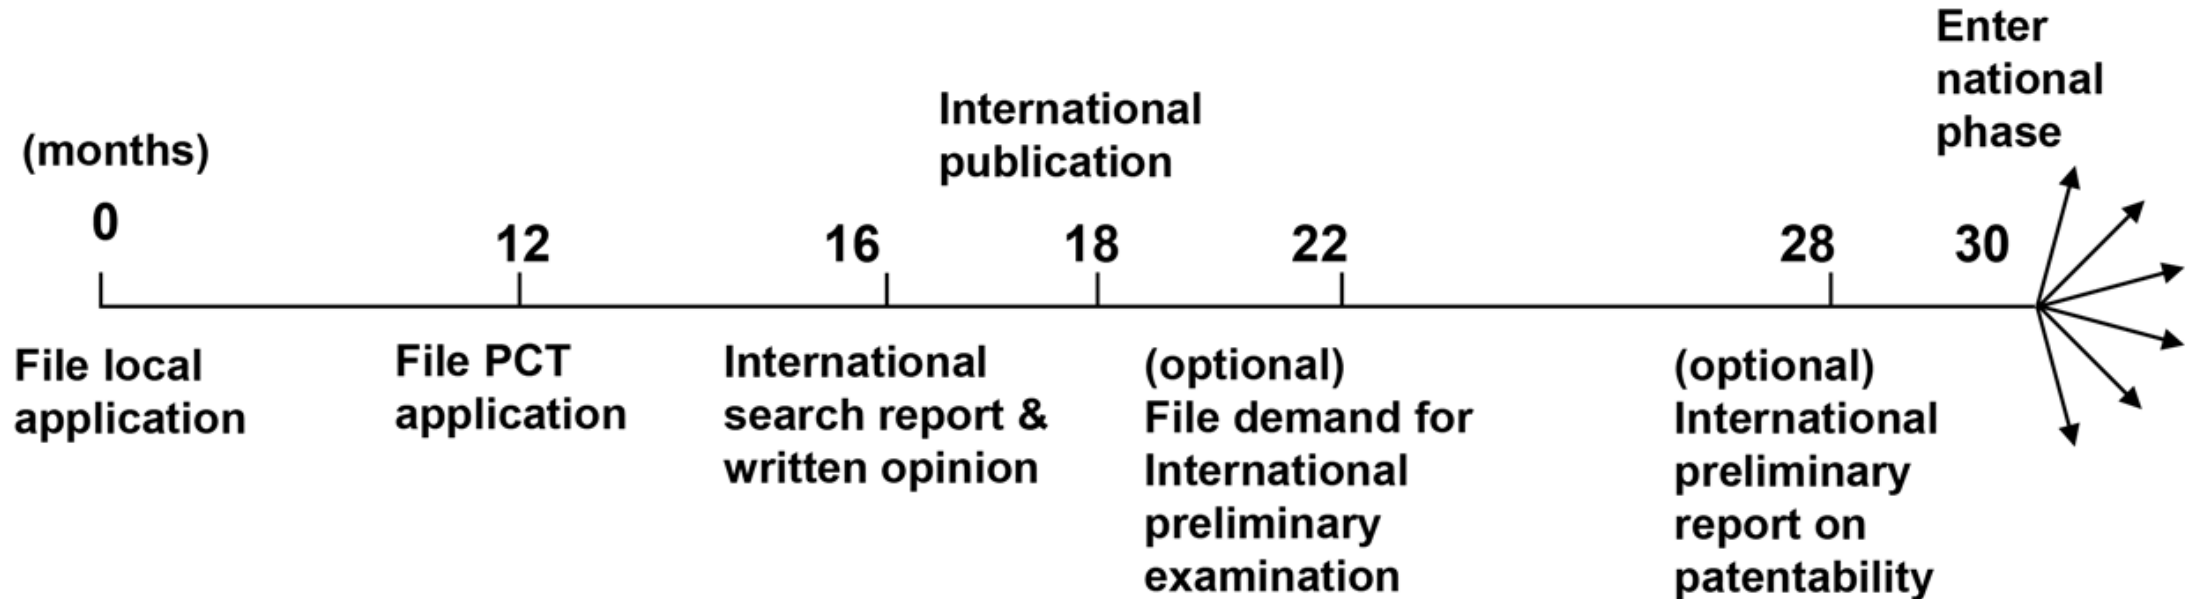 Enter
national
phase
International
publication
(months)
0
12
16
18
22
28
30
File local
application
File PCT
application
International
search report &
written opinion
(optional)
File demand for
International
preliminary
examination
(optional)
International
preliminary
report on
patentability